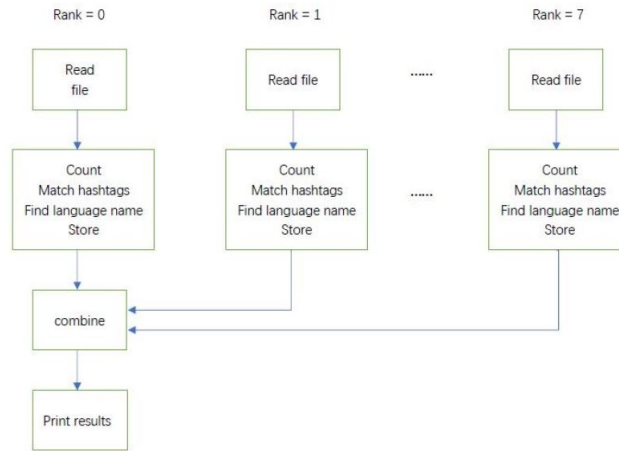 Rank = 0
Rank = 1
Rank = 7
Read
file
Read file
......
Read file
Count
Match hashtags
Find language name
Store
Count
Match hashtags
Find language name
Store
......
Count
Match hashtags
Find language name
Store
combine
Print results